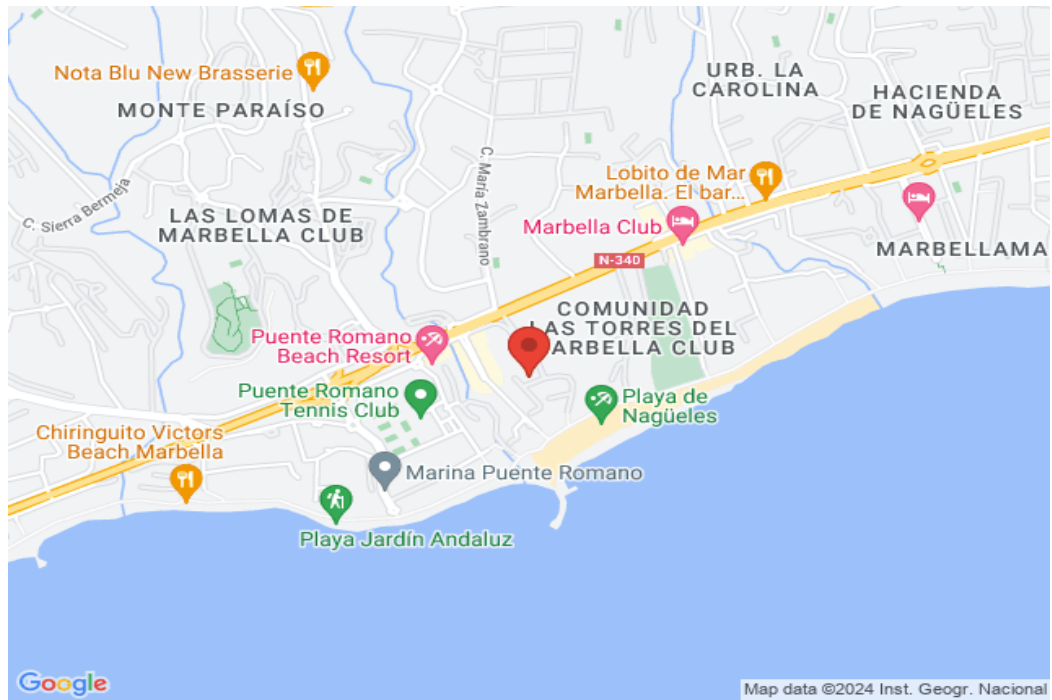 Nota Blu New Brasserie
MONTE PARAÍSO
URB. LA
CAROLINA
HACIENDA
DE NAGÜELES
C. María Zambrano
Lobito de Mar
Marbella. El bar...
C. Sierra Bermeja
LAS LOMAS DE
MARBELLA CLUB
Marbella Club
MARBELLAMA
N-340
COMUNIDAD
LAS TORRES DEL
MARBELLA CLUB
Puente Romano
Beach Resort
Puente Romano
Tennis Club
Playa de
Nagüeles
Chiringuito Victors
Beach Marbella
Marina Puente Romano
Playa Jardín Andaluz
Google
Map data ©2024 Inst. Geogr. Nacional